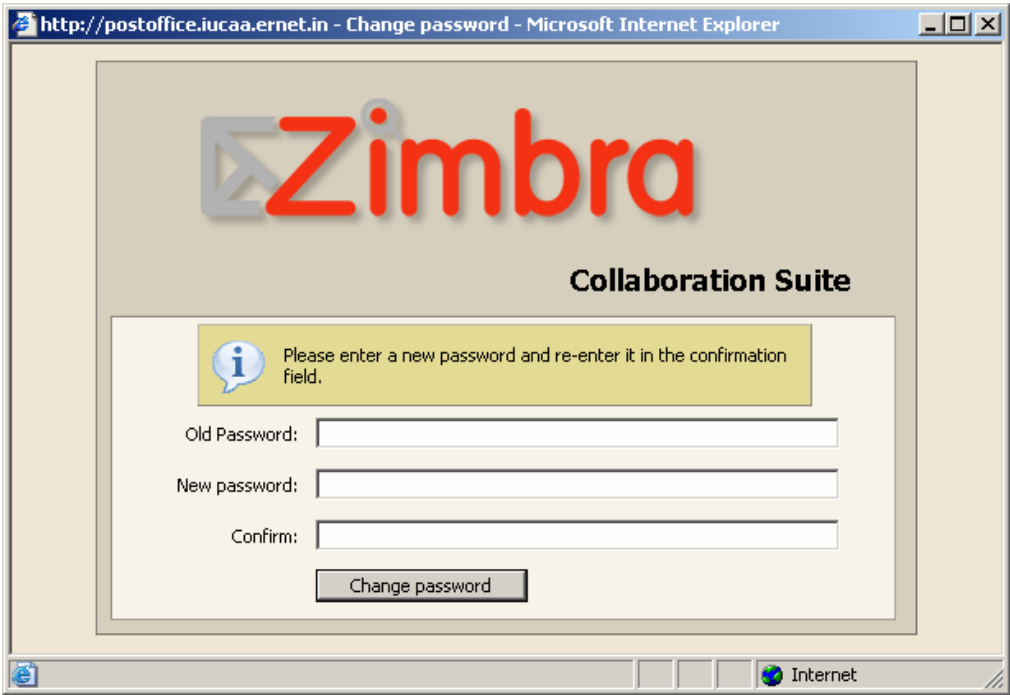 http://postoffice.iucaa.ernet.in - Change password - Microsoft Internet Explorer
Zimbra
Collaboration Suite
Please enter a new password and re-enter it in the confirmation
field.
Old Password:
New password:
Confirm:
Change password
Internet